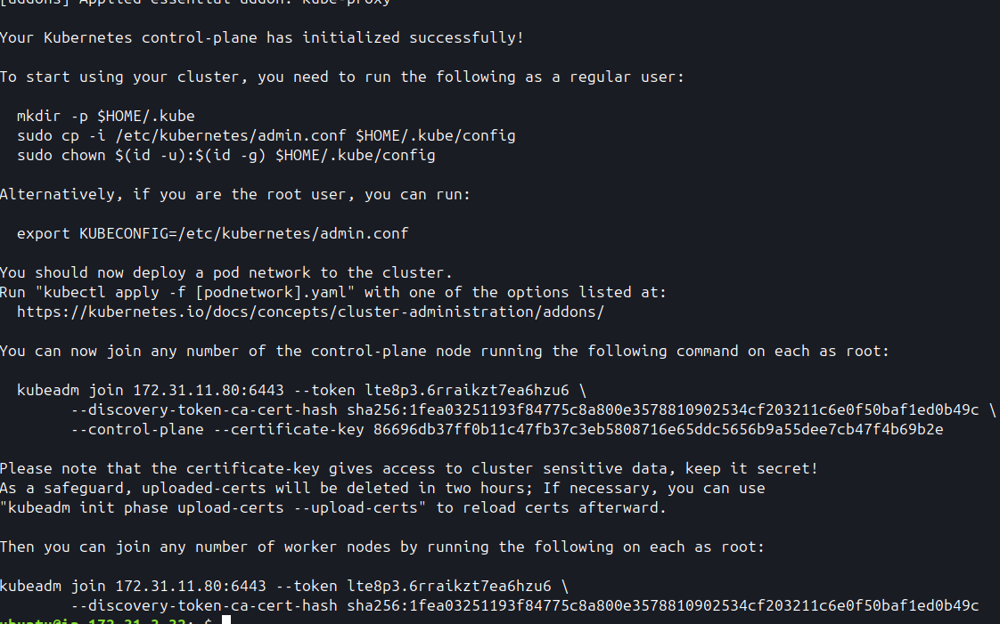 [addons] Applied essential addon: kube-proxy
Your Kubernetes control-plane has initialized successfully!
To start using your cluster, you need to run the following as a regular user:
mkdir -p $HOME/.kube
sudo cp -i /etc/kubernetes/admin.conf $HOME/.kube/config
sudo chown $(id -u):$(id -g) $HOME/.kube/config
Alternatively, if you are the root user, you can run:
export KUBECONFIG=/etc/kubernetes/admin.conf
You should now deploy a pod network to the cluster.
Run "kubectl apply -f [podnetwork].yaml" with one of the options listed at:
https://kubernetes.io/docs/concepts/cluster-administration/addons/
You can now join any number of the control-plane node running the following command on each as root:
kubeadm join 172.31.11.80:6443 --token lte8p3.6rraikzt7ea6hzu6 \
--discovery-token-ca-cert-hash sha256:1fea03251193f84775c8a800e3578810902534cf203211c6e0f50baf1ed0b49c \
--control-plane --certificate-key 86696db37ff0b11c47fb37c3eb5808716e65ddc5656b9a55dee7cb47f4b69b2e
Please note that the certificate-key gives access to cluster sensitive data, keep it secret!
As a safeguard, uploaded-certs will be deleted in two hours; If necessary, you can use
"kubeadm init phase upload-certs --upload-certs" to reload certs afterward.
Then you can join any number of worker nodes by running the following on each as root:
kubeadm join 172.31.11.80:6443 --token lte8p3.6rraikzt7ea6hzu6 \
--discovery-token-ca-cert-hash sha256:1fea03251193f84775c8a800e3578810902534cf203211c6e0f50baf1ed0b49c